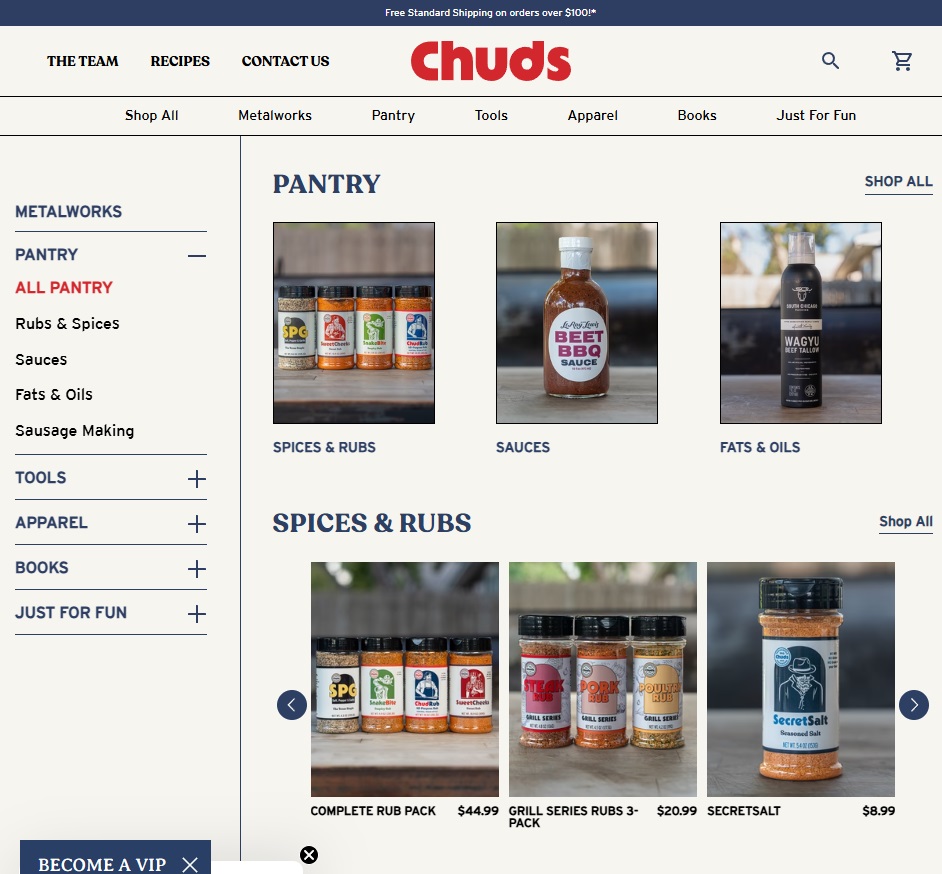 Free Standard Shipping on orders over $100!*
THE TEAM
RECIPES
CONTACT US
Chuds
Shop All
Metalworks
Pantry
Tools
Apparel
Books
Just For Fun
METALWORKS
PANTRY
ALL PANTRY
Rubs & Spices
Sauces
Fats & Oils
Sausage Making
TOOLS
APPAREL
BOOKS
JUST FOR FUN
PANTRY
SHOP ALL
SPG
SweetCheeks
SnakeBite
ChudRub
LeRoy & Lewis
BEET
BBQ
SAUCE
SOUTH CHICAGO
WAGYU
BEEF TALLOW
SPICES & RUBS
SAUCES
FATS & OILS
SPICES & RUBS
Shop All
SPG
SnakeBite
ChudRub
SweetCheeks
STEAK
RUB
GRILL SERIES
PORK
RUB
GRILL SERIES
POULTRY
RUB
GRILL SERIES
Chuds
SecretSalt
Seasoned Salt
COMPLETE RUB PACK
$44.99
GRILL SERIES RUBS 3-
PACK
$20.99
SECRETSALT
$8.99
BECOME A VIP